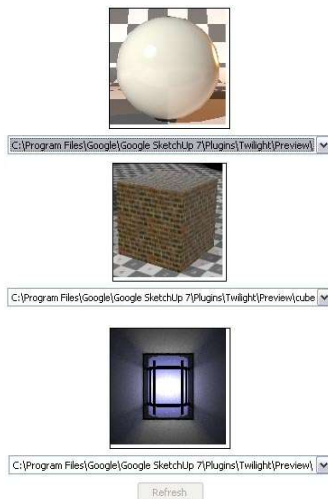 C:\Program Files\Google\Google SketchUp 7\Plugins\Twilight\Preview\
C:\Program Files\Google\Google SketchUp 7\Plugins\Twilight\Preview\cube
C:\Program Files\Google\Google SketchUp 7\Plugins\Twilight\Preview\
Refresh